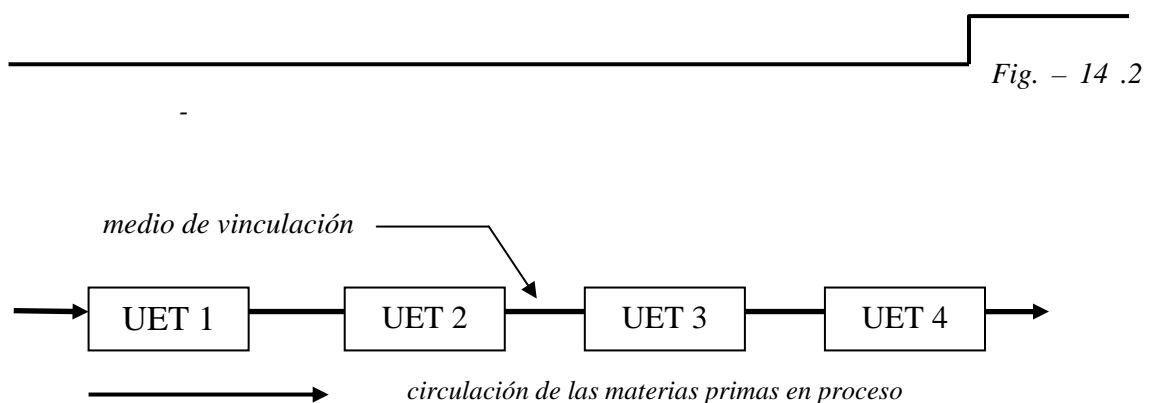 Fig. – 14 .2
-
medio de vinculación
UET 1 UET 2 UET 3 UET 4
circulación de las materias primas en proceso